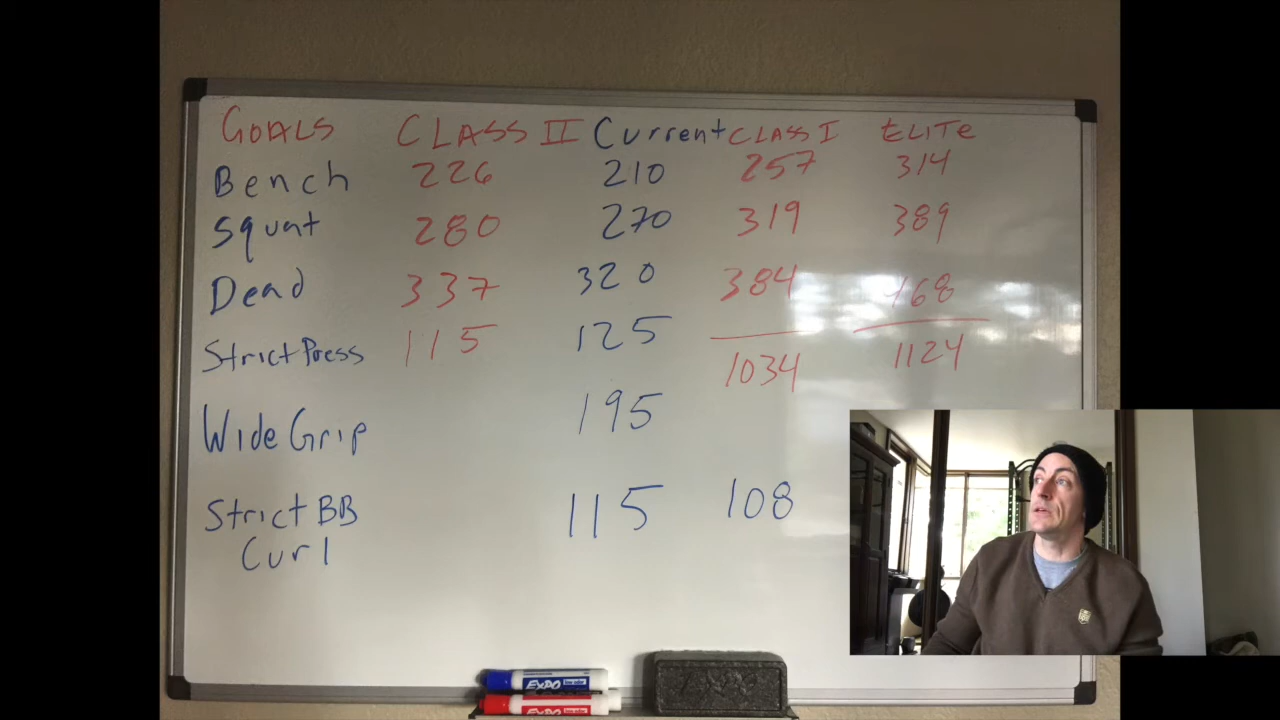 GOALS CLASS II Current CLASS I ELITE
Bench 226 210 257 314
Squat 280 270 319 389
Dead 337 320 384
Strict Press 115 125 1034 1124
Wide Grip 195
Strict BB 115 108
Curl
EXPO
EXPO